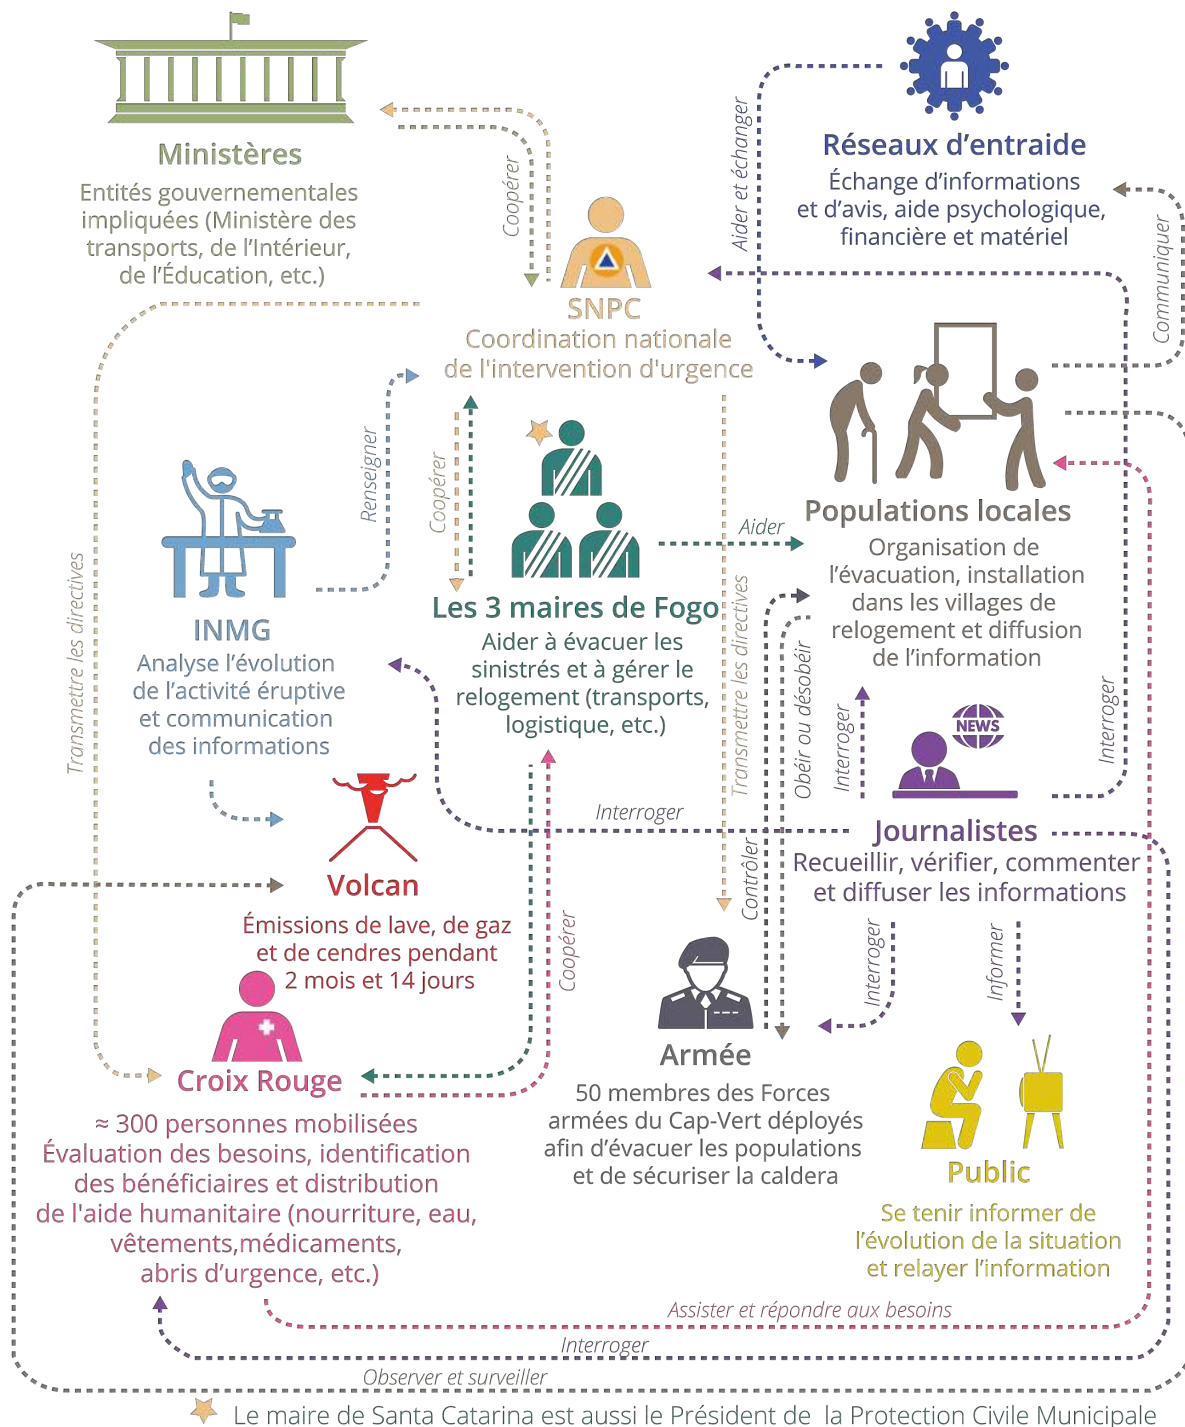 Ministères
Entités gouvernementales
impliquées (Ministère des
transports, de l'Intérieur,
de l'Éducation, etc.)
Coopérer
SNPC
Coordination nationale
de l'intervention d'urgence
Aider et échanger
Réseaux d'entraide
Échange d'informations
et d'avis, aide psychologique,
financière et matériel
Communiquer
Renseigner
Coopérer
Transmettre les directives
INMG
Analyse l'évolution
de l'activité éruptive
et communication
des informations
Les 3 maires de Fogo
Aider à évacuer les
sinistrés et à gérer le
relogement (transports,
logistique, etc.)
Aider
Transmettre les directives
Populations locales
Organisation de
l'évacuation, installation
dans les villages de
relogement et diffusion
de l'information
Obéir ou désobéir
Contrôler
Interroger
Interroger
NEWS
Journalistes
Recueillir, vérifier, commenter
et diffuser les informations
Interroger
Volcan
Émissions de lave, de gaz
et de cendres pendant
2 mois et 14 jours
Coopérer
Interroger
Informer
Croix Rouge
≈ 300 personnes mobilisées
Évaluation des besoins, identification
des bénéficiaires et distribution
de l'aide humanitaire (nourriture, eau,
vêtements,médicaments,
abris d'urgence, etc.)
Armée
50 membres des Forces
armées du Cap-Vert déployés
afin d'évacuer les populations
et de sécuriser la caldera
Public
Se tenir informer de
l'évolution de la situation
et relayer l'information
Assister et répondre aux besoins
Interroger
Observer et surveiller
Le maire de Santa Catarina est aussi le Président de la Protection Civile Municipale